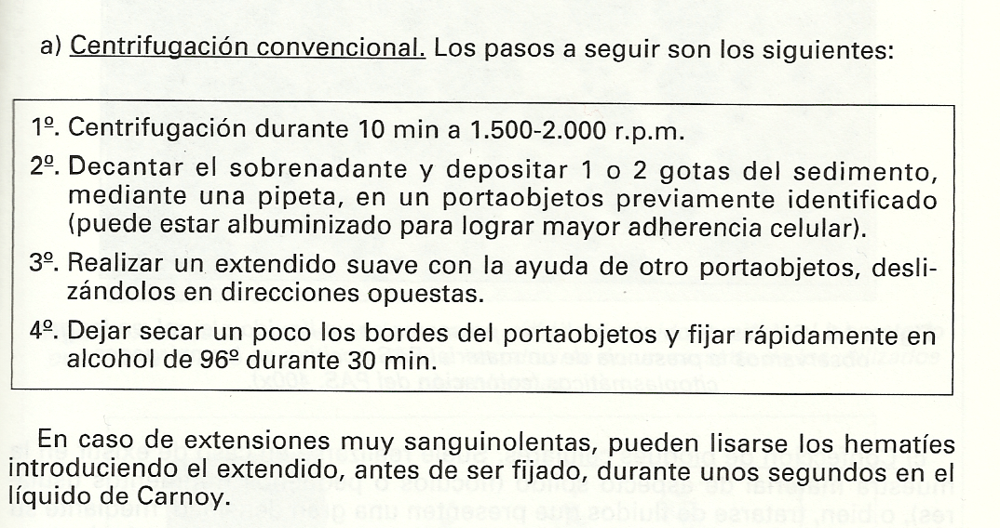 a) Centrifugación convencional. Los pasos a seguir son los siguientes:
1º. Centrifugación durante 10 min a 1.500-2.000 r.p.m.
2º. Decantar el sobrenadante y depositar 1 o 2 gotas del sedimento,
mediante una pipeta, en un portaobjetos previamente identificado
(puede estar albuminizado para lograr mayor adherencia celular).
3º. Realizar un extendido suave con la ayuda de otro portaobjetos, desli-
zándolos en direcciones opuestas.
4º. Dejar secar un poco los bordes del portaobjetos y fijar rápidamente en
alcohol de 96º durante 30 min.
En caso de extensiones muy sanguinolentas, pueden lisarse los hematíes
introduciendo el extendido, antes de ser fijado, durante unos segundos en el
líquido de Carnoy.